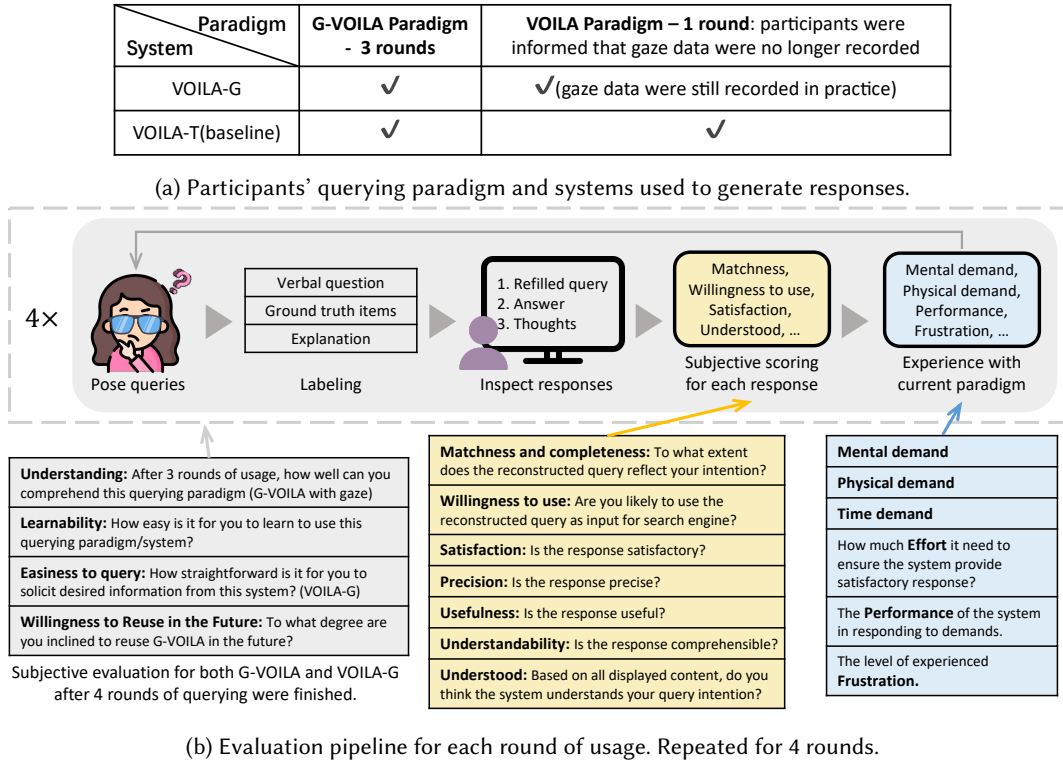 Paradigm
System
G-VOILA Paradigm
- 3 rounds
VOILA Paradigm – 1 round: participants were
informed that gaze data were no longer recorded
VOILA-G
✓
✓(gaze data were still recorded in practice)
VOILA-T(baseline)
✓
✓
(a) Participants' querying paradigm and systems used to generate responses.
4×
?
Pose queries
Verbal question
Ground truth items
Explanation
Labeling
1. Refilled query
2. Answer
3. Thoughts
Inspect responses
Matchness,
Willingness to use,
Satisfaction,
Understood, ...
Subjective scoring
for each response
Mental demand,
Physical demand,
Performance,
Frustration, ...
Experience with
current paradigm
Understanding: After 3 rounds of usage, how well can you
comprehend this querying paradigm (G-VOILA with gaze)
Learnability: How easy is it for you to learn to use this
querying paradigm/system?
Easiness to query: How straightforward is it for you to
solicit desired information from this system? (VOILA-G)
Willingness to Reuse in the Future: To what degree are
you inclined to reuse G-VOILA in the future?
Subjective evaluation for both G-VOILA and VOILA-G
after 4 rounds of querying were finished.
Matchness and completeness: To what extent
does the reconstructed query reflect your intention?
Willingness to use: Are you likely to use the
reconstructed query as input for search engine?
Satisfaction: Is the response satisfactory?
Precision: Is the response precise?
Usefulness: Is the response useful?
Understandability: Is the response comprehensible?
Understood: Based on all displayed content, do you
think the system understands your query intention?
Mental demand
Physical demand
Time demand
How much Effort it need to
ensure the system provide
satisfactory response?
The Performance of the system
in responding to demands.
The level of experienced
Frustration.
(b) Evaluation pipeline for each round of usage. Repeated for 4 rounds.